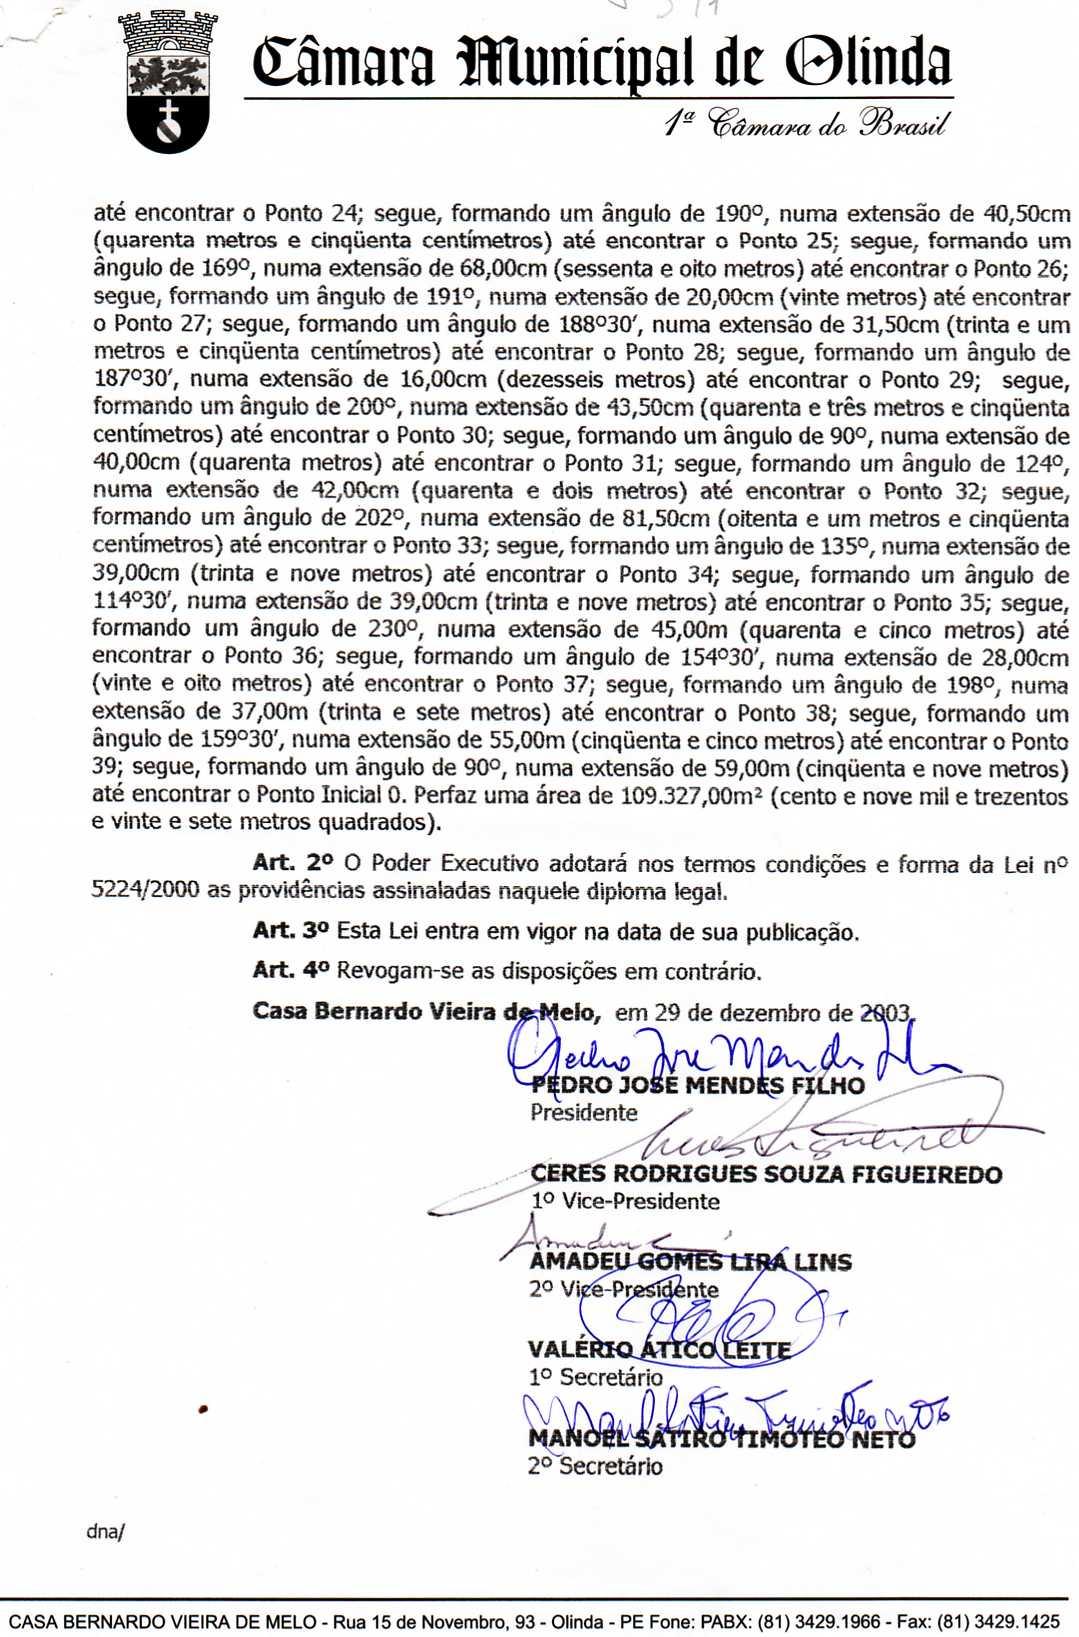 Câmara Municipal de Olinda
1ª Câmara do Brasil
até encontrar o Ponto 24; segue, formando um ângulo de 190º, numa extensão de 40,50cm
(quarenta metros e cinqüenta centímetros) até encontrar o Ponto 25; segue, formando um
ângulo de 169º, numa extensão de 68,00cm (sessenta e oito metros) até encontrar o Ponto 26;
segue, formando um ângulo de 191º, numa extensão de 20,00cm (vinte metros) até encontrar
o Ponto 27; segue, formando um ângulo de 188º30', numa extensão de 31,50cm (trinta e um
metros e cinqüenta centímetros) até encontrar o Ponto 28; segue, formando um ângulo de
187º30', numa extensão de 16,00cm (dezesseis metros) até encontrar o Ponto 29; segue,
formando um ângulo de 200º, numa extensão de 43,50cm (quarenta e três metros e cinqüenta
centímetros) até encontrar o Ponto 30; segue, formando um ângulo de 90º, numa extensão de
40,00cm (quarenta metros) até encontrar o Ponto 31; segue, formando um ângulo de 124º,
numa extensão de 42,00cm (quarenta e dois metros) até encontrar o Ponto 32; segue,
formando um ângulo de 202º, numa extensão de 81,50cm (oitenta e um metros e cinqüenta
centímetros) até encontrar o Ponto 33; segue, formando um ângulo de 135º, numa extensão de
39,00cm (trinta e nove metros) até encontrar o Ponto 34; segue, formando um ângulo de
114º30', numa extensão de 39,00cm (trinta e nove metros) até encontrar o Ponto 35; segue,
formando um ângulo de 230º, numa extensão de 45,00m (quarenta e cinco metros) até
encontrar o Ponto 36; segue, formando um ângulo de 154º30', numa extensão de 28,00cm
(vinte e oito metros) até encontrar o Ponto 37; segue, formando um ângulo de 198º, numa
extensão de 37,00m (trinta e sete metros) até encontrar o Ponto 38; segue, formando um
ângulo de 159º30', numa extensão de 55,00m (cinqüenta e cinco metros) até encontrar o Ponto
39; segue, formando um ângulo de 90º, numa extensão de 59,00m (cinqüenta e nove metros)
até encontrar o Ponto Inicial 0. Perfaz uma área de 109.327,00m² (cento e nove mil e trezentos
e vinte e sete metros quadrados).
Art. 2º O Poder Executivo adotará nos termos condições e forma da Lei nº
5224/2000 as providências assinaladas naquele diploma legal.
Art. 3º Esta Lei entra em vigor na data de sua publicação.
Art. 4º Revogam-se as disposições em contrário.
Casa Bernardo Vieira de Melo, em 29 de dezembro de 2003.
Pedro José Mendes
PEDRO JOSÉ MENDES FILHO
Presidente
Ceres Figueiredo
CERES RODRIGUES SOUZA FIGUEIREDO
1º Vice-Presidente
Amadeu
AMADEU GOMES LIRA LINS
2º Vice-Presidente
VALÉRIO ÁTICO LEITE
1º Secretário
Manoel Sátiro Timoteo Neto
MANOEL SÁTIRO TIMÓTEO NETO
2º Secretário
dna/
CASA BERNARDO VIEIRA DE MELO - Rua 15 de Novembro, 93 - Olinda - PE Fone: PABX: (81) 3429.1966 - Fax: (81) 3429.1425